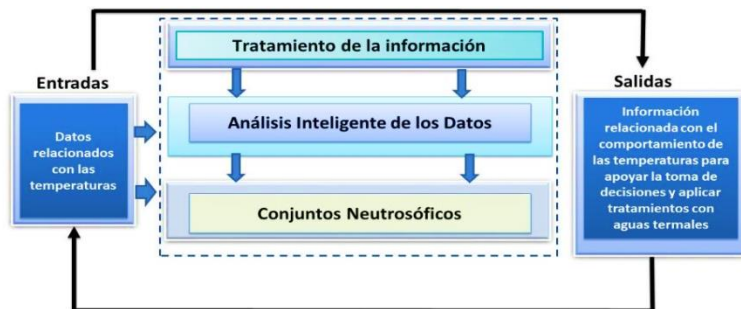 Tratamiento de la información
Entradas
Salidas
Datos
relacionados
con las
temperaturas
Análisis Inteligente de los Datos
Conjuntos Neutrosóficos
Información
relacionada con el
comportamiento de
las temperaturas para
apoyar la toma de
decisiones y aplicar
tratamientos con
aguas termales